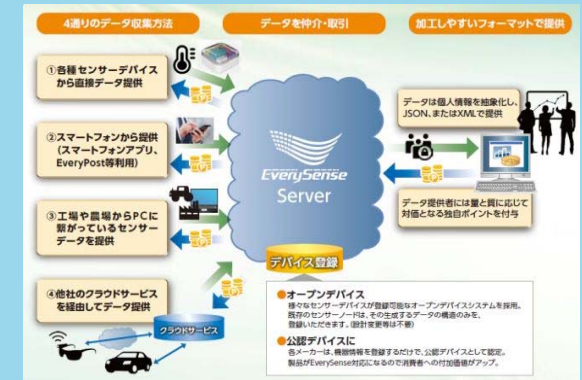 4通りのデータ収集方法
データを仲介・取引
加工しやすいフォーマットで提供
①各種センサーデバイス
から直接データ提供
②スマートフォンから提供
(スマートフォンアプリ、
EveryPost等利用)
③工場や農場からPCに
繋がっているセンサー
データを提供
④他社のクラウドサービス
を経由してデータ提供
クラウドサービス
EverySense
Server
デバイス登録
データは個人情報を抽象化し、
JSON、またはXMLで提供
データ提供者には量と質に応じて
対価となる独自ポイントを付与
●オープンデバイス
様々なセンサーデバイスが登録可能なオープンデバイスシステムを採用。
既存のセンサーノードは、その生成するデータの構造のみを、
登録いただきます。(設計変更等は不要)
●公認デバイスに
各メーカーは、機器情報を登録するだけで、公認デバイスとして認定。
製品がEverySense対応になるので消費者への付加価値がアップ。